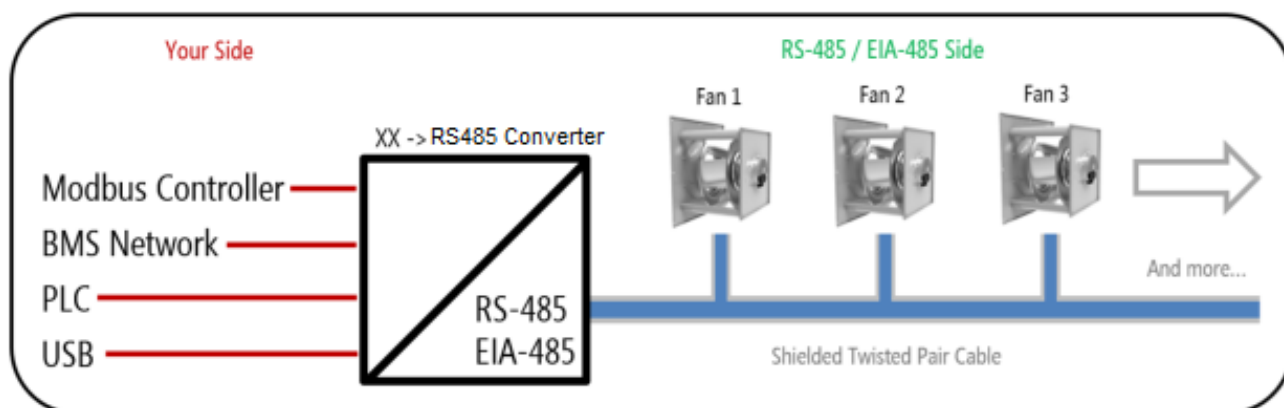 Your Side
RS-485 / EIA-485 Side
Fan 1
Fan 2
Fan 3
XX -> RS485 Converter
Modbus Controller
BMS Network
PLC
USB
RS-485
EIA-485
And more...
Shielded Twisted Pair Cable